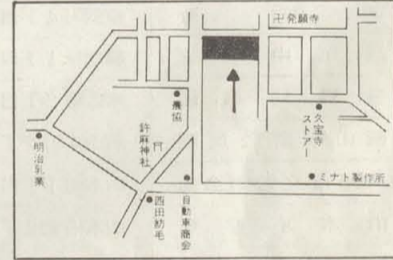 卍発願寺
農協
許麻神社
久宝寺
ストアー
明治乳業
ミナト製作所
西田紡毛
自動車商会